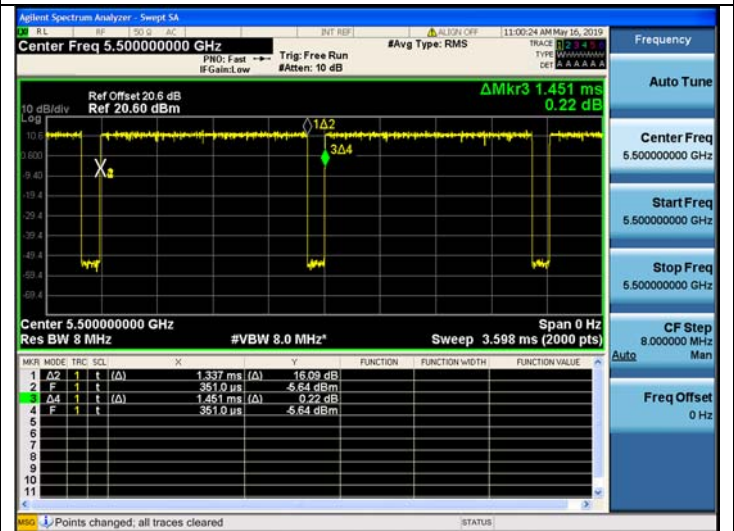 Agilent Spectrum Analyzer - Swept SA
RL RF 50 Ω AC INT REF ALIGN OFF 11:00:24 AM May 16, 2019
Center Freq 5.500000000 GHz #Avg Type: RMS TRACE 1 2 3 4 5 6
PNO: Fast Trig: Free Run TYPE
IFGain:Low #Atten: 10 dB DET A A A A A A
ΔMkr3 1.451 ms
Ref Offset 20.6 dB 0.22 dB
10 dB/div Ref 20.60 dBm
Log
1Δ2
10.6
3Δ4
0.600
-9.40
-19.4
-29.4
-39.4
-49.4
-59.4
-69.4
Center 5.500000000 GHz Span 0 Hz
Res BW 8 MHz #VBW 8.0 MHz* Sweep 3.598 ms (2000 pts)
MKR MODE TRC SCL X Y FUNCTION FUNCTION WIDTH FUNCTION VALUE
1 Δ2 1 t (Δ) 1.337 ms (Δ) 16.09 dB
2 F 1 t 351.0 µs -5.64 dBm
3 Δ4 1 t (Δ) 1.451 ms (Δ) 0.22 dB
4 F 1 t 351.0 µs -5.64 dBm
5
6
7
8
9
10
11
MSG Points changed; all traces cleared STATUS
Frequency
Auto Tune
Center Freq
5.500000000 GHz
Start Freq
5.500000000 GHz
Stop Freq
5.500000000 GHz
CF Step
8.000000 MHz
Auto Man
Freq Offset
0 Hz